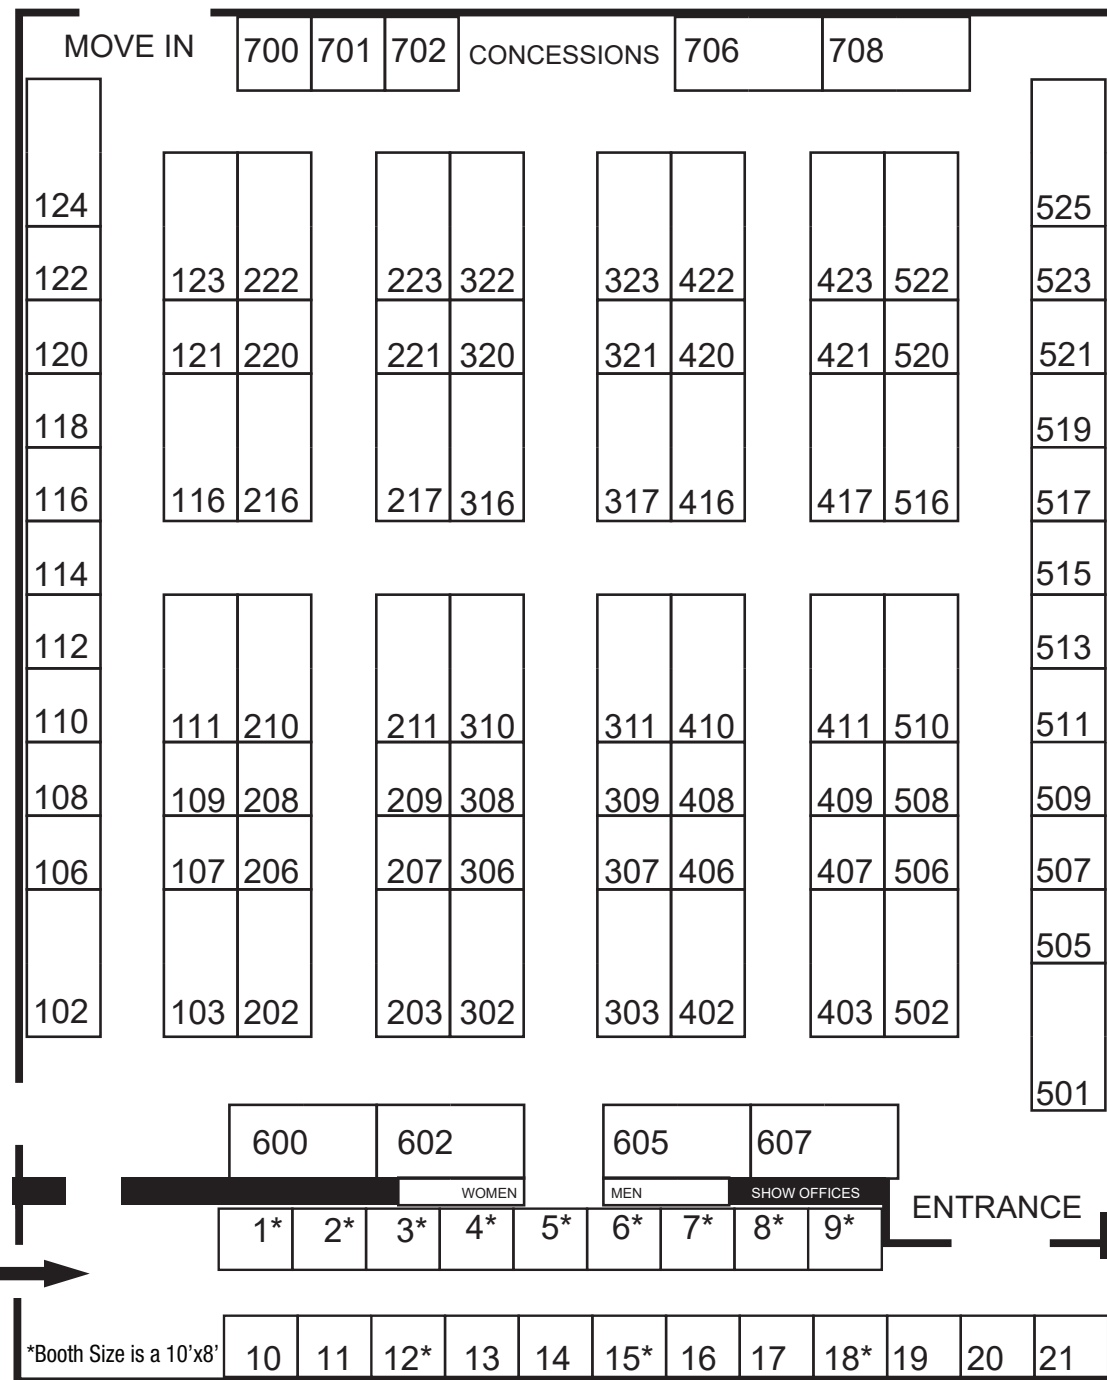 MOVE IN 700 701 702 CONCESSIONS 706 708
124 525
122 123 222 223 322 323 422 423 522 523
120 121 220 221 320 321 420 421 520 521
118 519
116 116 216 217 316 317 416 417 516 517
114 515
112 513
110 111 210 211 310 311 410 411 510 511
108 109 208 209 308 309 408 409 508 509
106 107 206 207 306 307 406 407 506 507
505
102 103 202 203 302 303 402 403 502
501
600 602 605 607
WOMEN MEN SHOW OFFICES
ENTRANCE
1* 2* 3* 4* 5* 6* 7* 8* 9*
*Booth Size is a 10’x8’ 10 11 12* 13 14 15* 16 17 18* 19 20 21